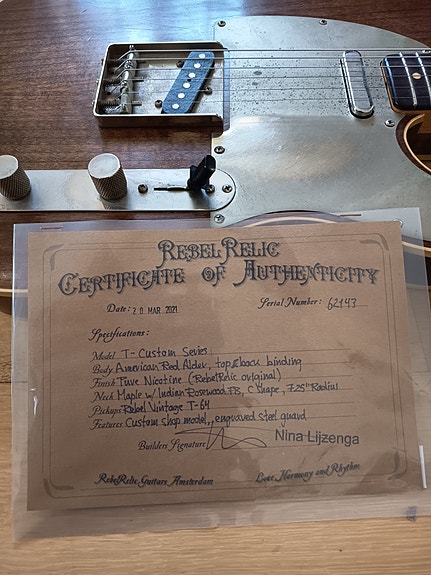 RebelRelic
Certificate of Authenticity
Date: 20 MAR. 2021 Serial Number: 62143
Specifications:
Model T-Custom Series
Body American Red Alder, top&back binding
Finish Tuve Nicotine (RebelRelic original)
Neck Maple w/ Indian Rosewood FB, C Shape, 7.25" Radius
Pickups Rebel Vintage T-64
Features Custom shop model, engraved steel guard
Builders Signature Nina Lijzenga
RebelRelic Guitars, Amsterdam Love, Harmony and Rhythm